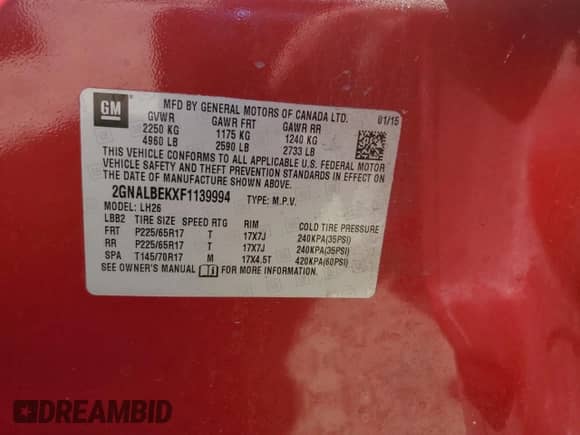 GM
MFD BY GENERAL MOTORS OF CANADA LTD.
01/15
GVWR GAWR FRT GAWR RR
2250 KG 1175 KG 1240 KG
4960 LB 2590 LB 2733 LB
THIS VEHICLE CONFORMS TO ALL APPLICABLE U.S. FEDERAL MOTOR
VEHICLE SAFETY AND THEFT PREVENTION STANDARDS IN EFFECT ON
THE DATE OF MANUFACTURE SHOWN ABOVE.
2GNALBEKXF1139994 TYPE: M.P.V.
MODEL: LH26
LBB2 TIRE SIZE SPEED RTG RIM COLD TIRE PRESSURE
FRT P225/65R17 T 17X7J 240KPA(35PSI)
RR P225/65R17 T 17X7J 240KPA(35PSI)
SPA T145/70R17 M 17X4.5T 420KPA(60PSI)
SEE OWNER'S MANUAL FOR MORE INFORMATION.
DREAMBID